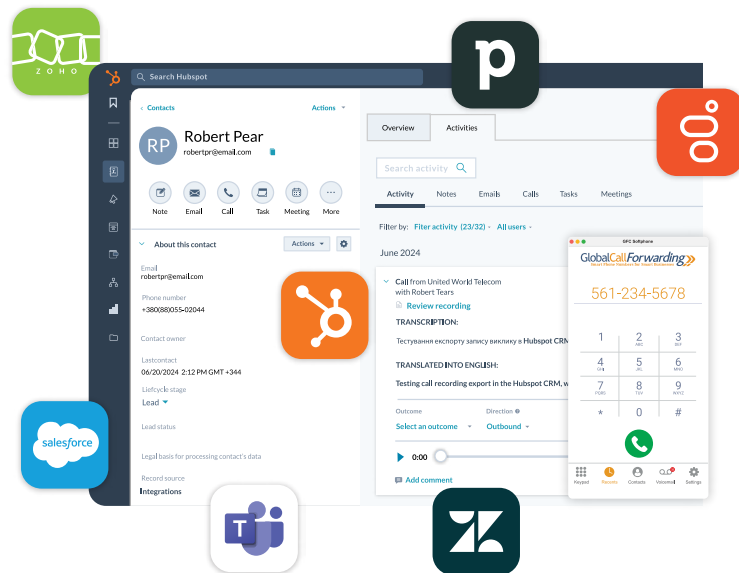 ZOHO
Search Hubspot
p
‹ Contacts
Actions
RP
Robert Pear
robertpr@email.com
Note
Email
Call
Task
Meeting
More
About this contact
Actions
Email
robertpr@email.com
Phone number
+380(88)055-02044
Contact owner
Lastcontact
06/20/2024 2:12 PM GMT +344
Liefcycle stage
Lead
Lead status
Legal basis for processing contact's data
Record source
Integrations
Overview
Activities
Search activity
Activity
Notes
Emails
Calls
Tasks
Meetings
Filter by: Fiter activity (23/32) - All users -
June 2024
Call from United World Telecom
with Robert Tears
Review recording
TRANSCRIPTION:
Тестування експорту запису виклику в Hubspot CRM
TRANSLATED INTO ENGLISH:
Testing call recording export in the Hubspot CRM, w
Outcome
Direction
Select an outcome
Outbound
0:00
Add comment
GFC Softphone
GlobalCallForwarding
561-234-5678
1
2
ABC
3
DEF
4
GHI
5
JKL
6
MNO
7
PQRS
8
TUV
9
WXYZ
*
0
#
Keypad
Recents
Contacts
Voicemail
Settings
salesforce
T